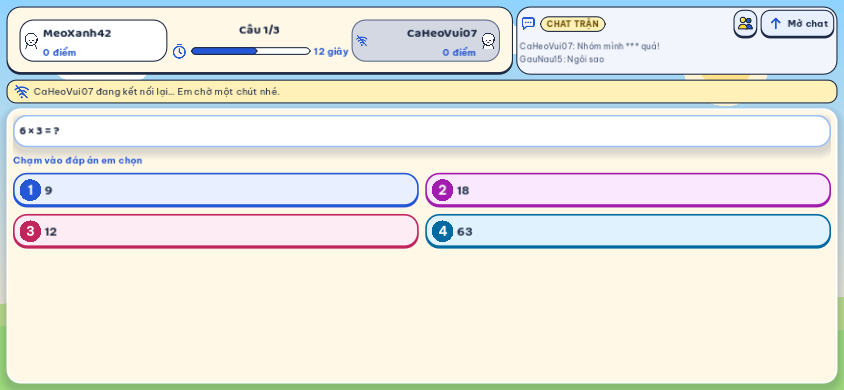 MeoXanh42
0 điểm
Câu 1/3
12 giây
CaHeoVui07
0 điểm
CHAT TRẬN
Mở chat
CaHeoVui07: Nhóm mình *** quá!
GauNau15: Ngôi sao
CaHeoVui07 đang kết nối lại... Em chờ một chút nhé.
6 × 3 = ?
Chạm vào đáp án em chọn
1 9
2 18
3 12
4 63